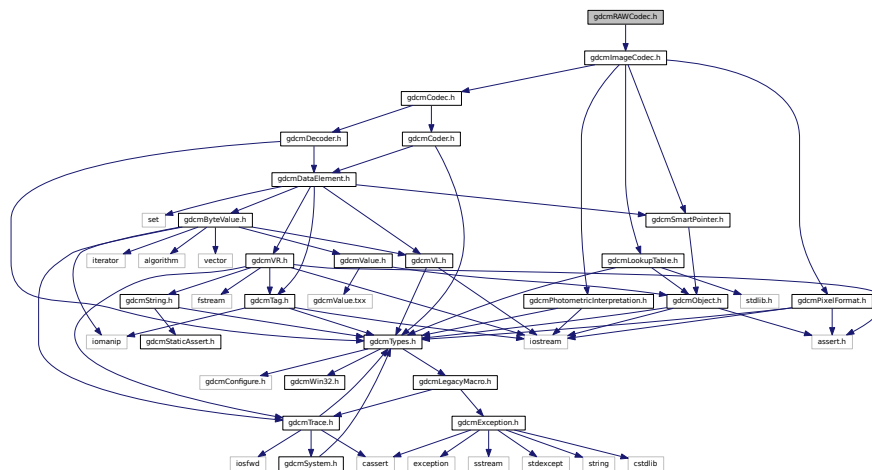 gdcmRAWCodec.h
gdcmImageCodec.h
gdcmCodec.h
gdcmDecoder.h
gdcmCoder.h
gdcmDataElement.h
set
gdcmByteValue.h
gdcmSmartPointer.h
iterator
algorithm
vector
gdcmVR.h
gdcmValue.h
gdcmVL.h
gdcmLookupTable.h
gdcmString.h
fstream
gdcmTag.h
gdcmValue.txx
gdcmPhotometricInterpretation.h
gdcmObject.h
stdlib.h
gdcmPixelFormat.h
iomanip
gdcmStaticAssert.h
gdcmTypes.h
iostream
assert.h
gdcmConfigure.h
gdcmWin32.h
gdcmLegacyMacro.h
gdcmTrace.h
gdcmException.h
iosfwd
gdcmSystem.h
cassert
exception
sstream
stdexcept
string
cstdlib